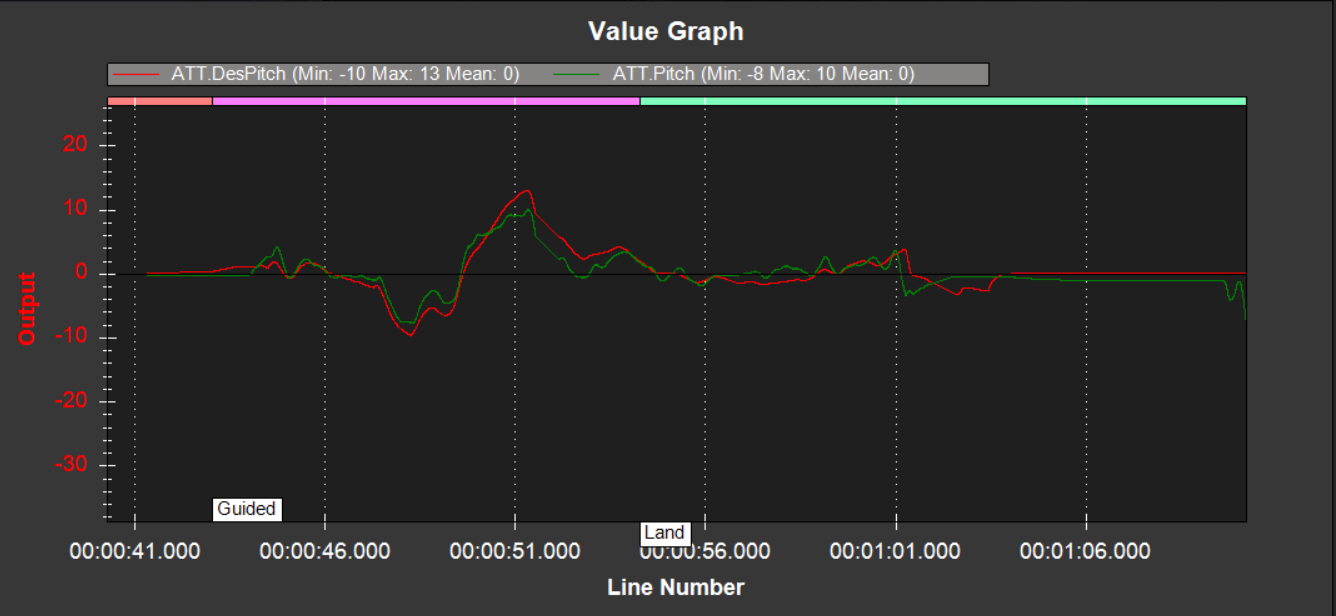 Value Graph
ATT.DesPitch (Min: -10 Max: 13 Mean: 0) ATT.Pitch (Min: -8 Max: 10 Mean: 0)
20
10
0
-10
-20
-30
Output
Guided
Land
00:00:41.000 00:00:46.000 00:00:51.000 00:00:56.000 00:01:01.000 00:01:06.000
Line Number